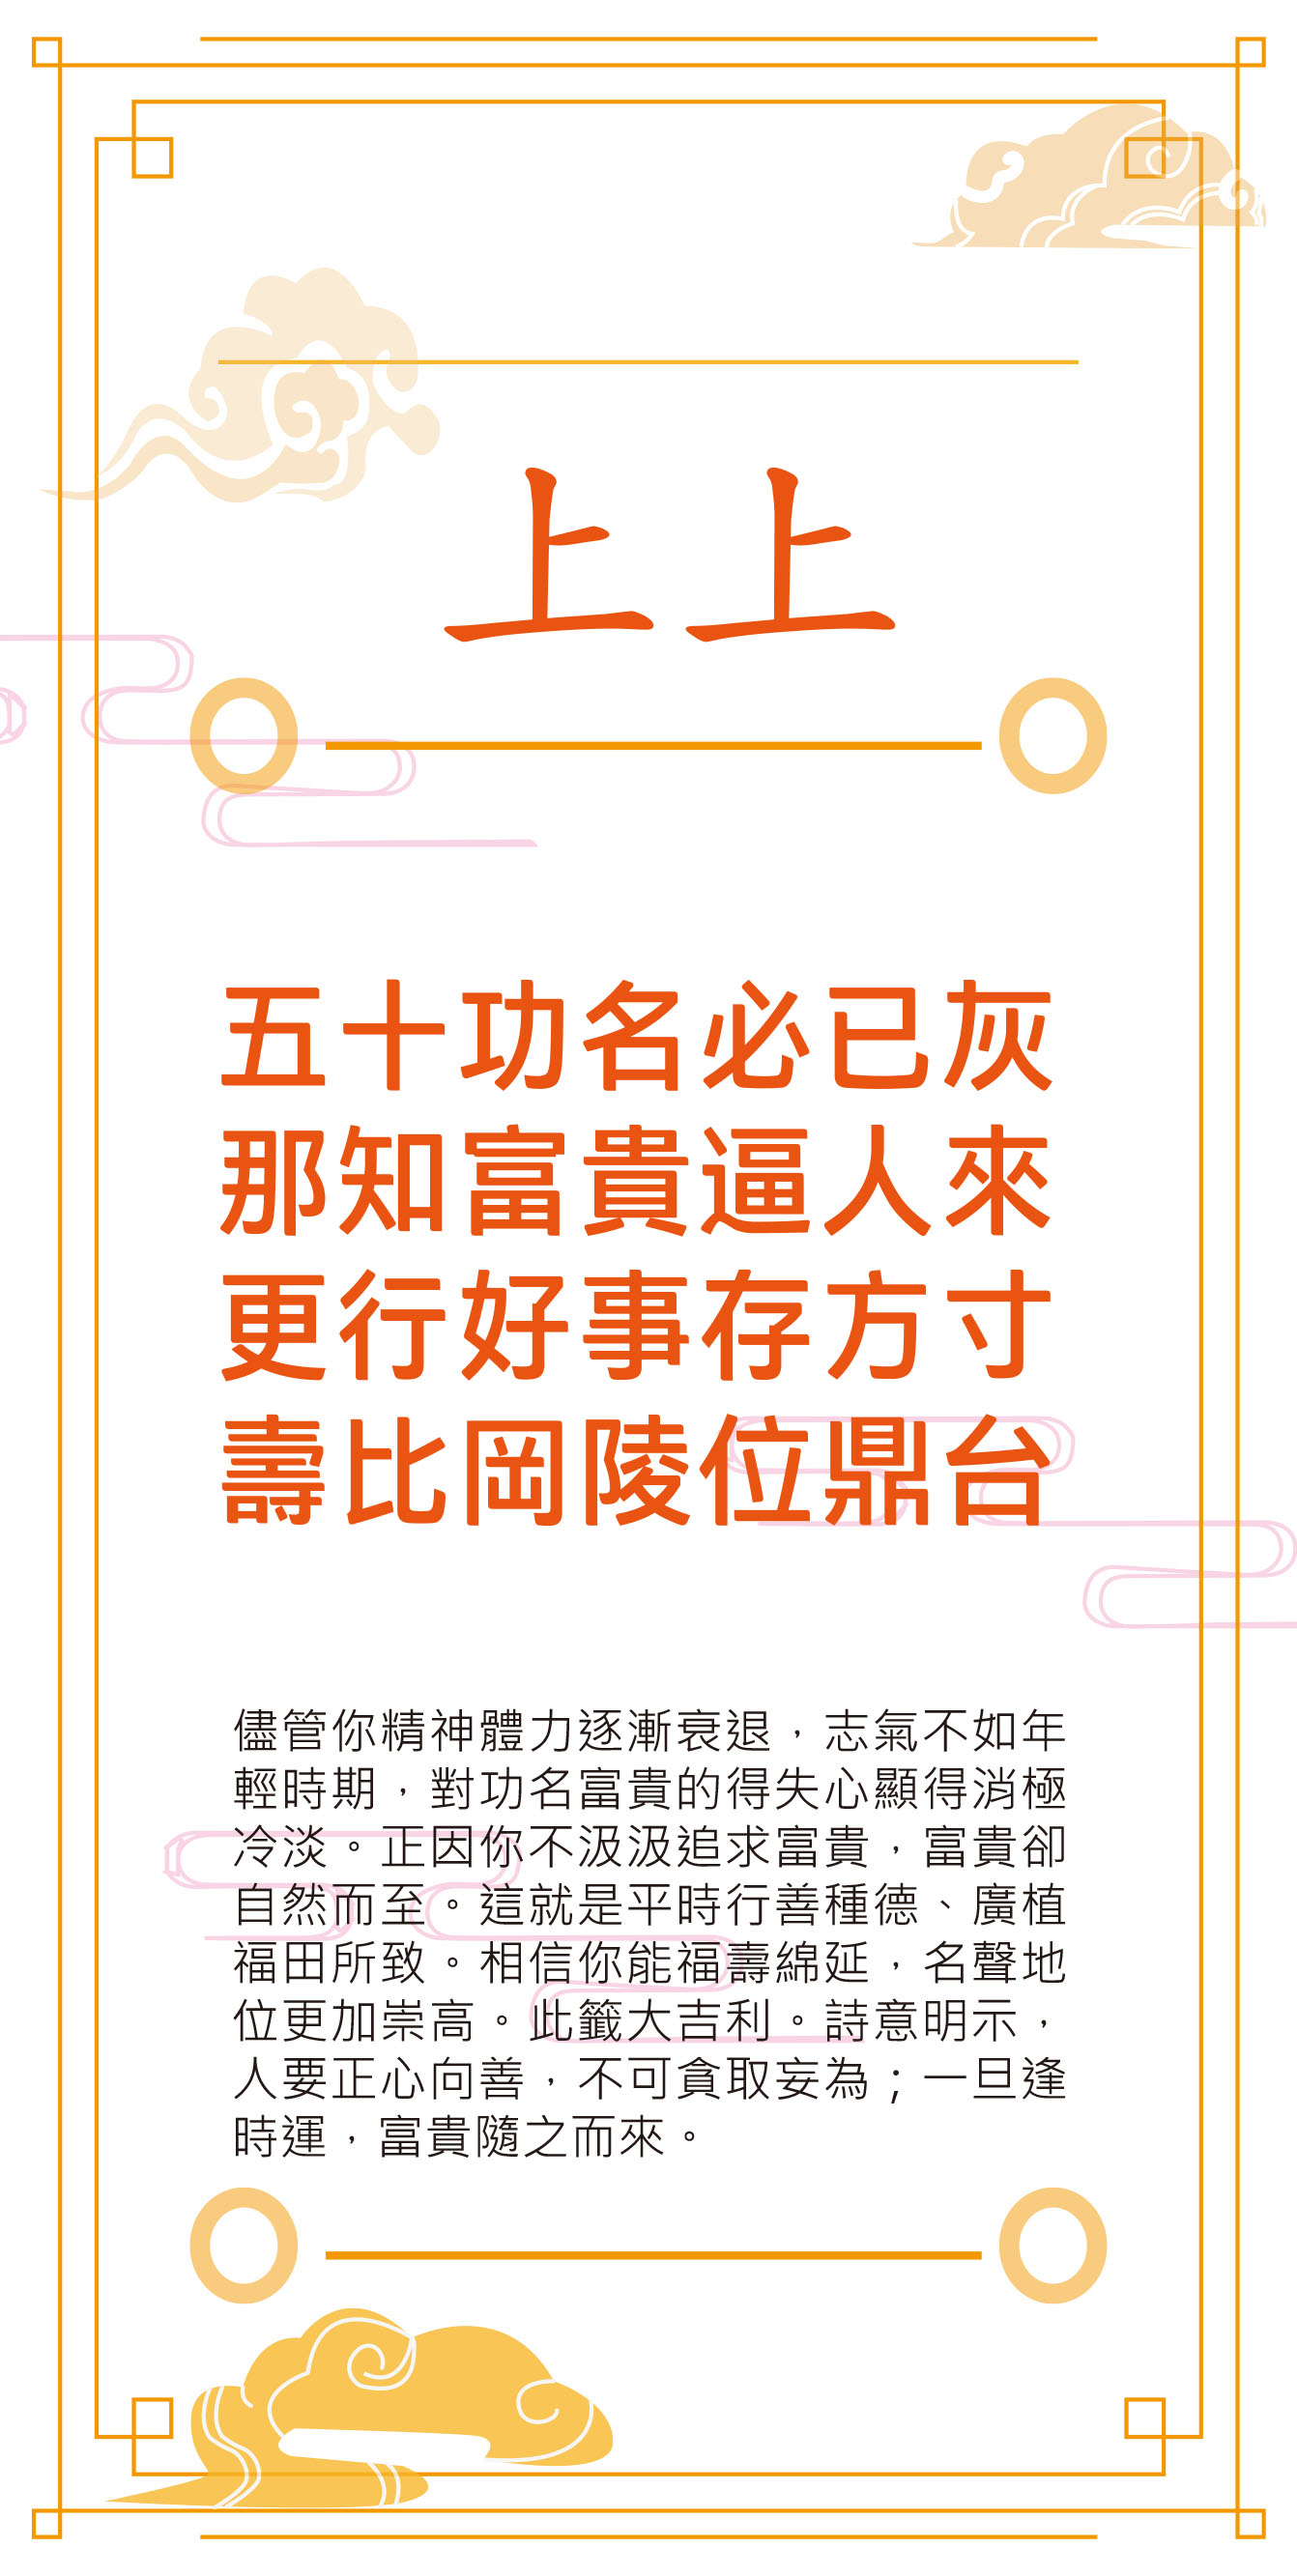 上上
五十功名必已灰
那知富貴逼人來
更行好事存方寸
壽比岡陵位鼎台
儘管你精神體力逐漸衰退，志氣不如年
輕時期，對功名富貴的得失心顯得消極
冷淡。正因你不汲汲追求富貴，富貴卻
自然而至。這就是平時行善種德、廣植
福田所致。相信你能福壽綿延，名聲地
位更加崇高。此籤大吉利。詩意明示，
人要正心向善，不可貪取妄為；一旦逢
時運，富貴隨之而來。